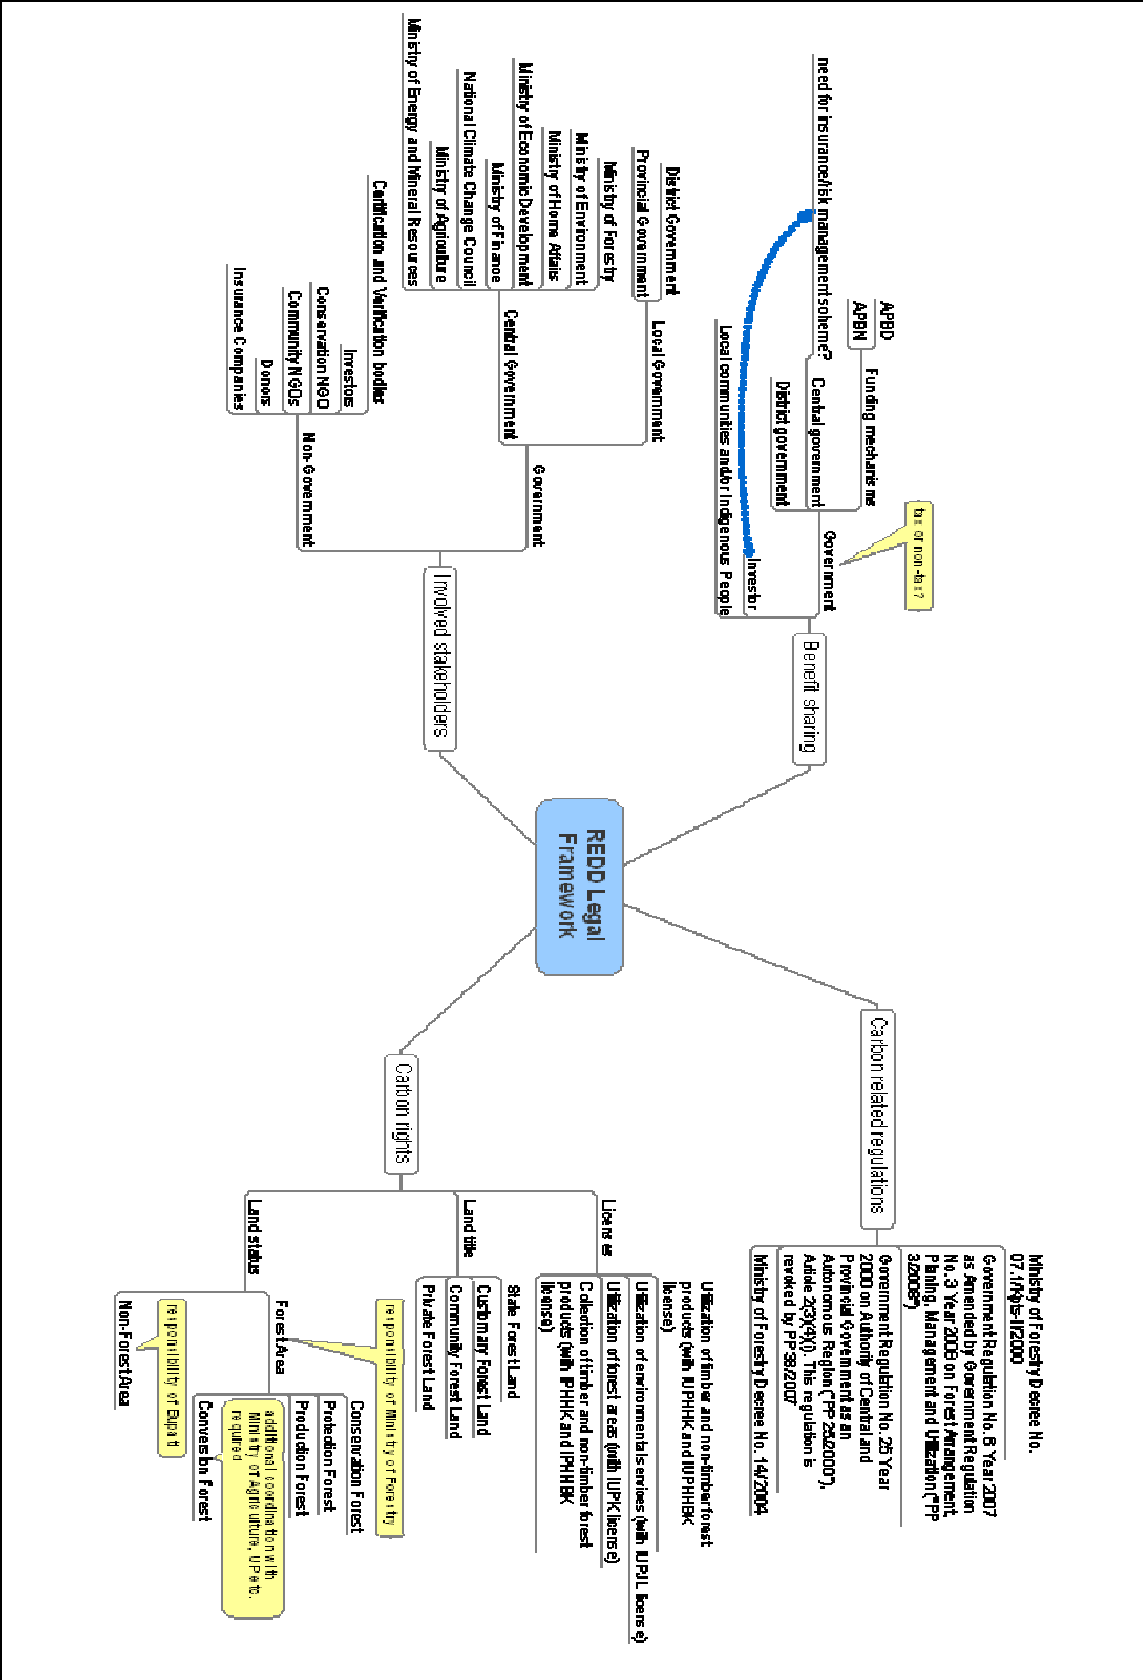 REDD Legal
Framework
Benefit sharing
tax or non-tax?
Government
Funding mechanisms
APBD
APBN
Central government
need for insurance/risk management scheme?
District government
Investor
Local communities and/or Indigenous People
Involved stakeholders
Government
Local Government
District Government
Provincial Government
Central Government
Ministry of Forestry
Ministry of Environment
Ministry of Home Affairs
Ministry of Economic Development
Ministry of Finance
National Climate Change Council
Ministry of Agriculture
Ministry of Energy and Mineral Resources
Non-Government
Certification and Verification bodies
Investors
Conservation NGO
Community NGOs
Donors
Insurance Companies
Carbon related regulations
Ministry of Forestry Decree No.
07.1/Kpts-II/2000
Government Regulation No. 6 Year 2007
as Amended by Government Regulation
No. 3 Year 2008 on Forest Arrangement,
Planing, Management and Utilization ("PP
3/2008")
Government Regulation No. 25 Year
2000 on Authority of Central and
Provincial Government as an
Autonomous Region ("PP 25/2000"),
Article 2(3)(4)(j). This regulation is
revoked by PP 38/2007
Ministry of Forestry Decree No. 14/2004
Carbon rights
Licenses
Utilization of timber and non-timber forest
products (with IUPHHK and IUPHHBK
license)
Utilization of environmental services (with IUPJL license)
Utilization of forest areas (with IUPK license)
Collection of timber and non-timber forest
products (with IPHHK and IPHHBK
license)
Land title
State Forest Land
Customary Forest Land
Community Forest Land
Private Forest Land
Land status
responsibility of Ministry of Forestry
Forest Area
Conservation Forest
Protection Forest
Production Forest
additional coordination with
Ministry of Agriculture, UP etc.
required
Conversion Forest
responsibility of Bupati
Non-Forest Area